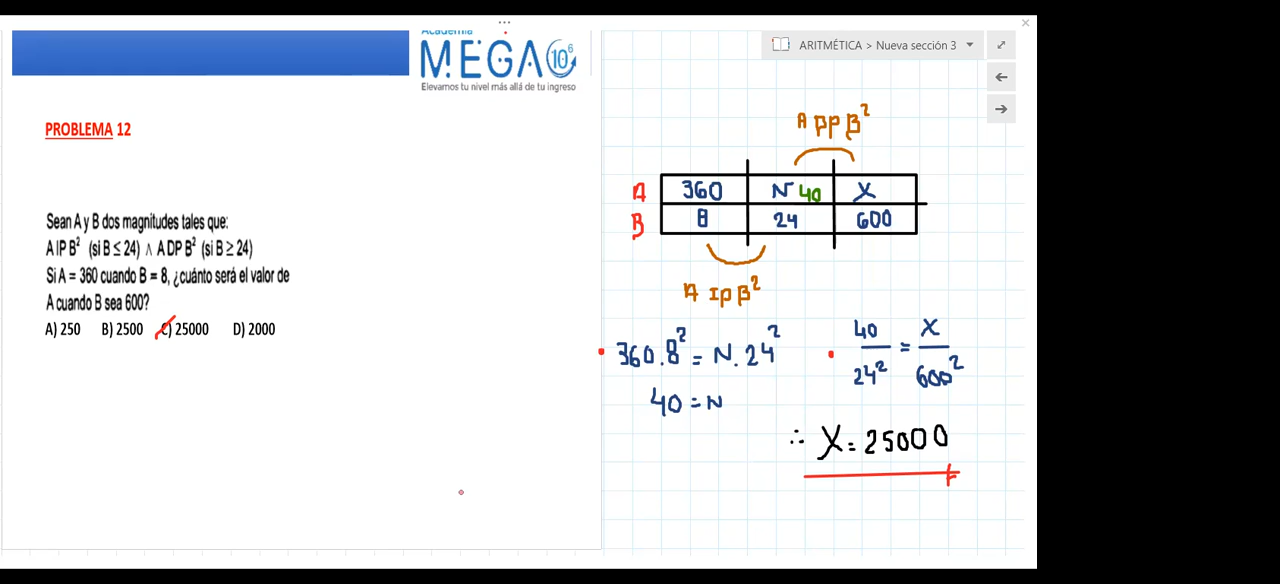 Academia
MEGA 10⁶
Elevamos tu nivel más allá de tu ingreso
PROBLEMA 12
Sean A y B dos magnitudes tales que:
A IP B² (si B ≤ 24) ∧ A DP B² (si B ≥ 24)
Si A = 360 cuando B = 8, ¿cuánto será el valor de
A cuando B sea 600?
A) 250 B) 2500 C) 25000 D) 2000
ARITMÉTICA > Nueva sección 3
A DP B²
A 360 N 40 X
B 8 24 600
A IP B²
360.8² = N.24²
40 = N
40/24² = X/600²
∴ X = 25000